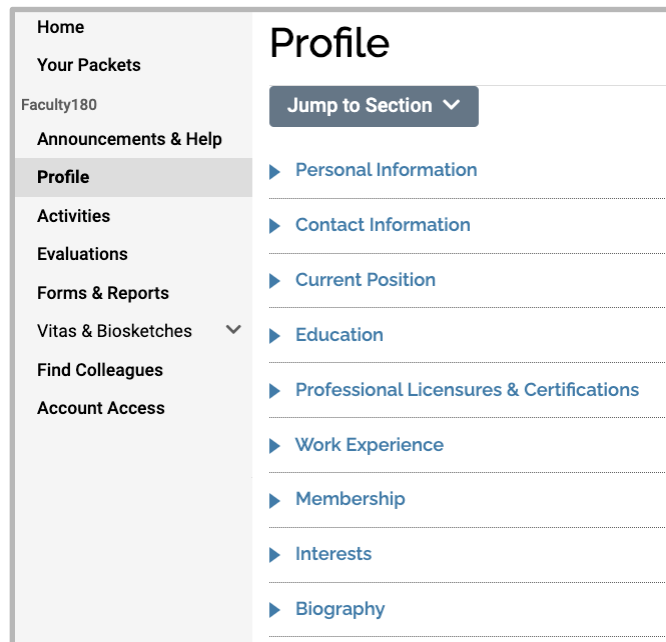 Home
Your Packets
Faculty180
Announcements & Help
Profile
Activities
Evaluations
Forms & Reports
Vitas & Biosketches
Find Colleagues
Account Access
Profile
Jump to Section
Personal Information
Contact Information
Current Position
Education
Professional Licensures & Certifications
Work Experience
Membership
Interests
Biography